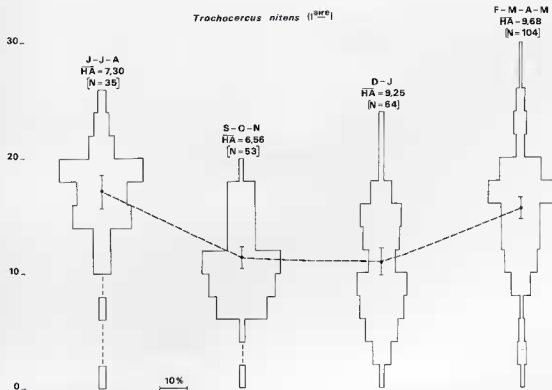 Trochocercus nitens (Iaire)
J-J-A
HA=7,30
[N=35]
S-O-N
HA=6,56
[N=53]
D-J
HA=9,25
[N=64]
F-M-A-M
HA-9,68
[N=104]
30
20
10
0
10%